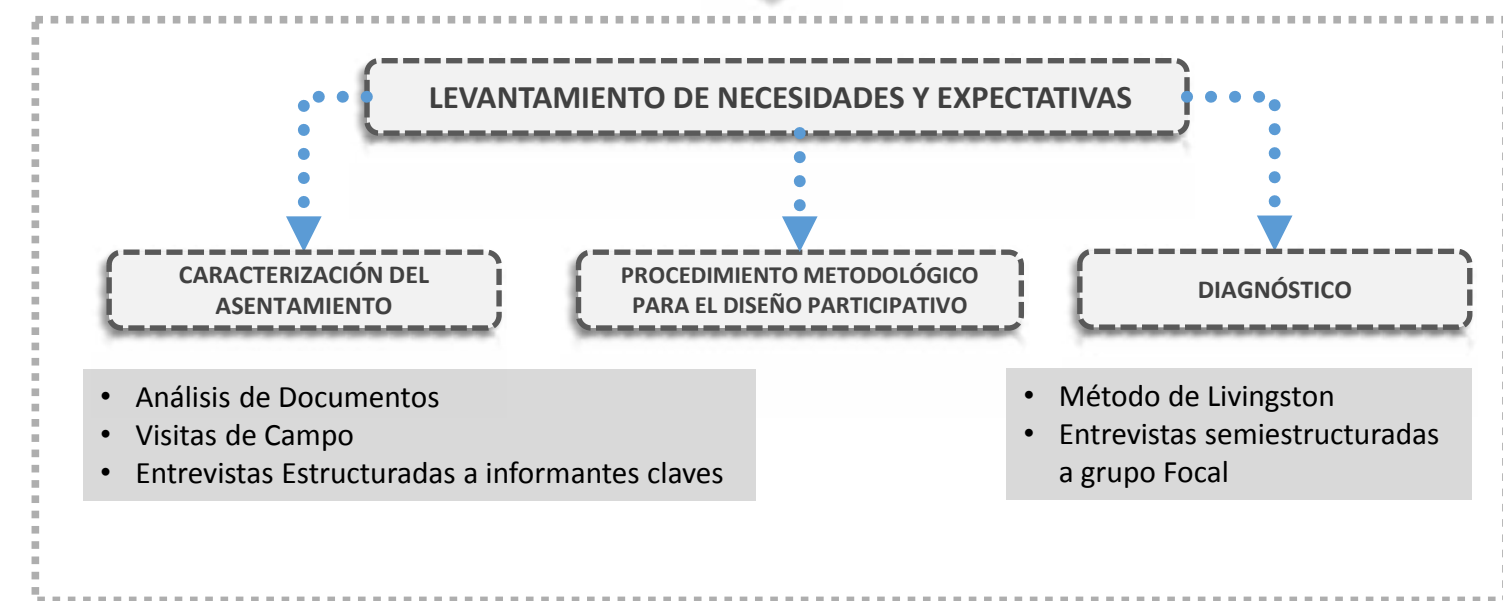 LEVANTAMIENTO DE NECESIDADES Y EXPECTATIVAS
CARACTERIZACIÓN DEL
ASENTAMIENTO
PROCEDIMIENTO METODOLÓGICO
PARA EL DISEÑO PARTICIPATIVO
DIAGNÓSTICO
• Análisis de Documentos
• Visitas de Campo
• Entrevistas Estructuradas a informantes claves
• Método de Livingston
• Entrevistas semiestructuradas
a grupo Focal